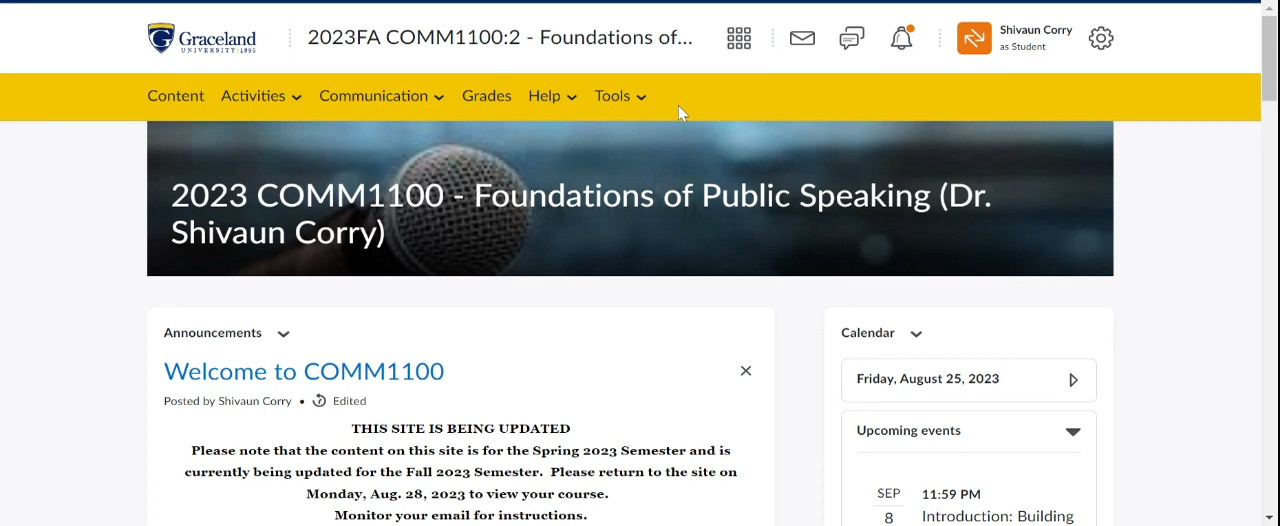 Graceland
UNIVERSITY·1895
2023FA COMM1100:2 - Foundations of...
Shivaun Corry
as Student
Content Activities Communication Grades Help Tools
2023 COMM1100 - Foundations of Public Speaking (Dr.
Shivaun Corry)
Announcements
Welcome to COMM1100
Posted by Shivaun Corry • Edited
THIS SITE IS BEING UPDATED
Please note that the content on this site is for the Spring 2023 Semester and is
currently being updated for the Fall 2023 Semester. Please return to the site on
Monday, Aug. 28, 2023 to view your course.
Monitor your email for instructions.
Calendar
Friday, August 25, 2023
Upcoming events
SEP 11:59 PM
8 Introduction: Building